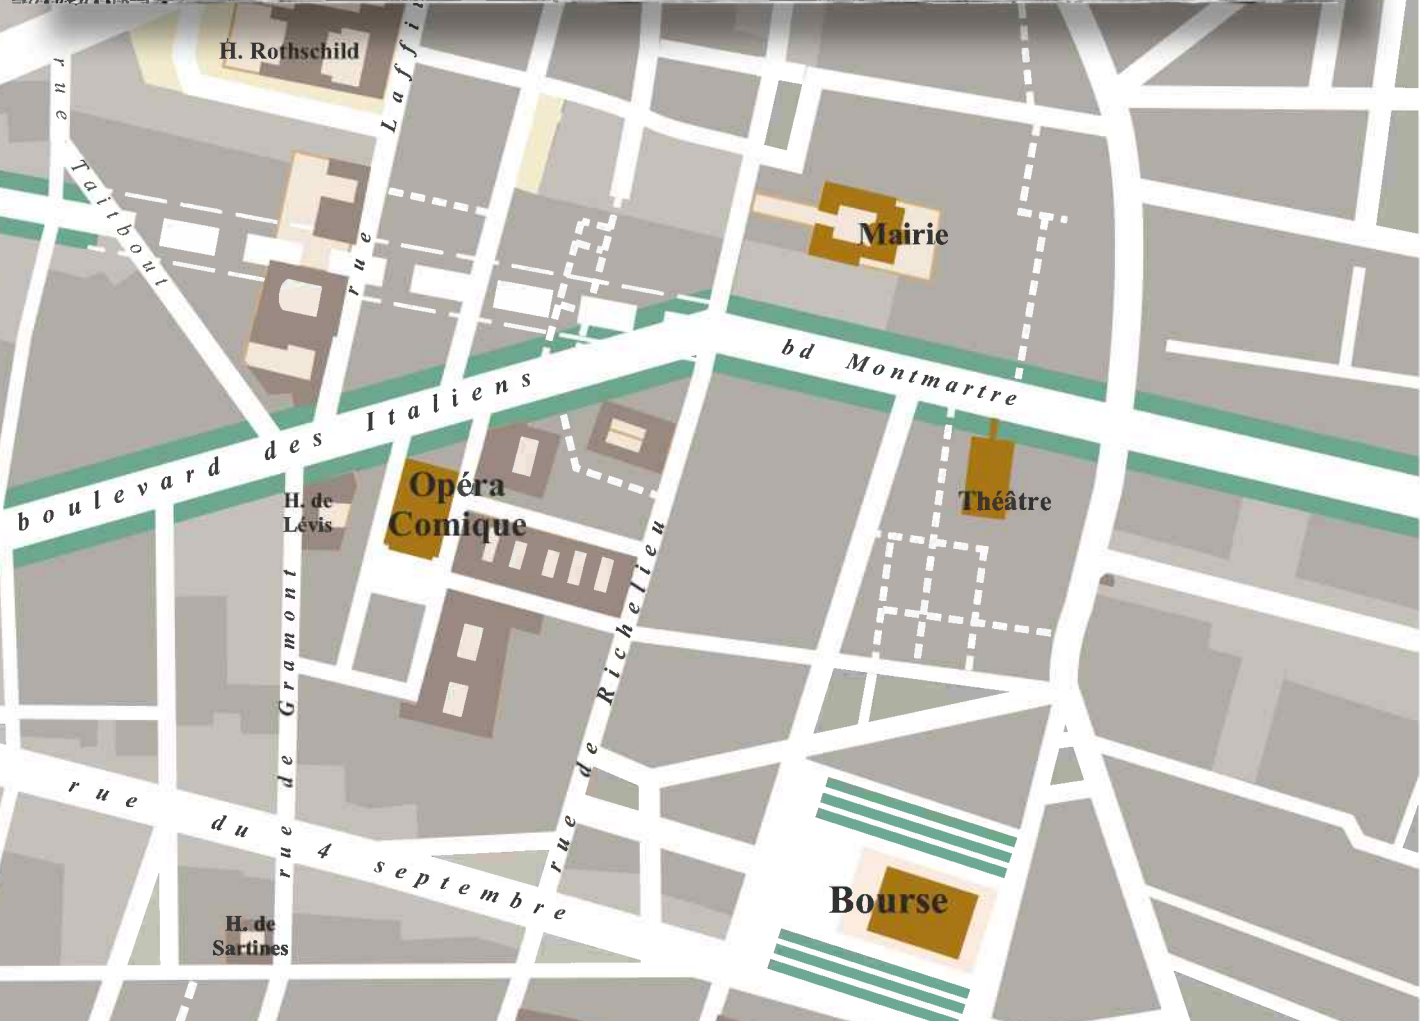 H. Rothschild
rue Laffi
rue
Taitbout
Mairie
bd Montmartre
boulevard des Italiens
Opéra
Comique
H. de
Lévis
Théâtre
rue de Gramont
rue de Richelieu
rue du 4 septembre
Bourse
H. de
Sartines